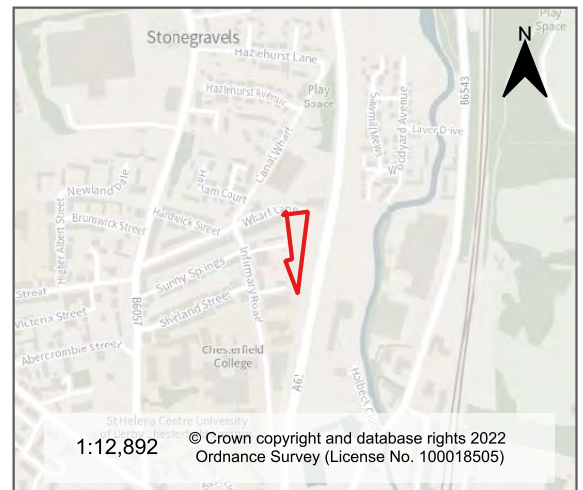 Play
Space
N
Stonegravels
Hazlehurst Lane
B6543
Hazlehurst Avenue
Play
Space
Sawmill Mews
Woodyard Avenue
Canal Wharf
Laver Drive
Newland Dale
Wharf Lane
Higher Albert Street
Brunswick Street
Hardwick Street
Infirmary Road
Sunny Springs
Street
B6057
Shirland Street
Victoria Street
Abercrombie Street
Chesterfield
College
A61
St Helena Centre University
1:12,892
© Crown copyright and database rights 2022
Ordnance Survey (License No. 100018505)